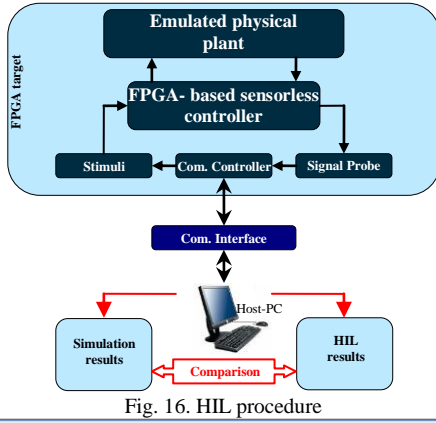 Emulated physical
plant
FPGA target
FPGA- based sensorless
controller
Stimuli
Com. Controller
Signal Probe
Com. Interface
Host-PC
Simulation
results
Comparison
HIL
results
Fig. 16. HIL procedure